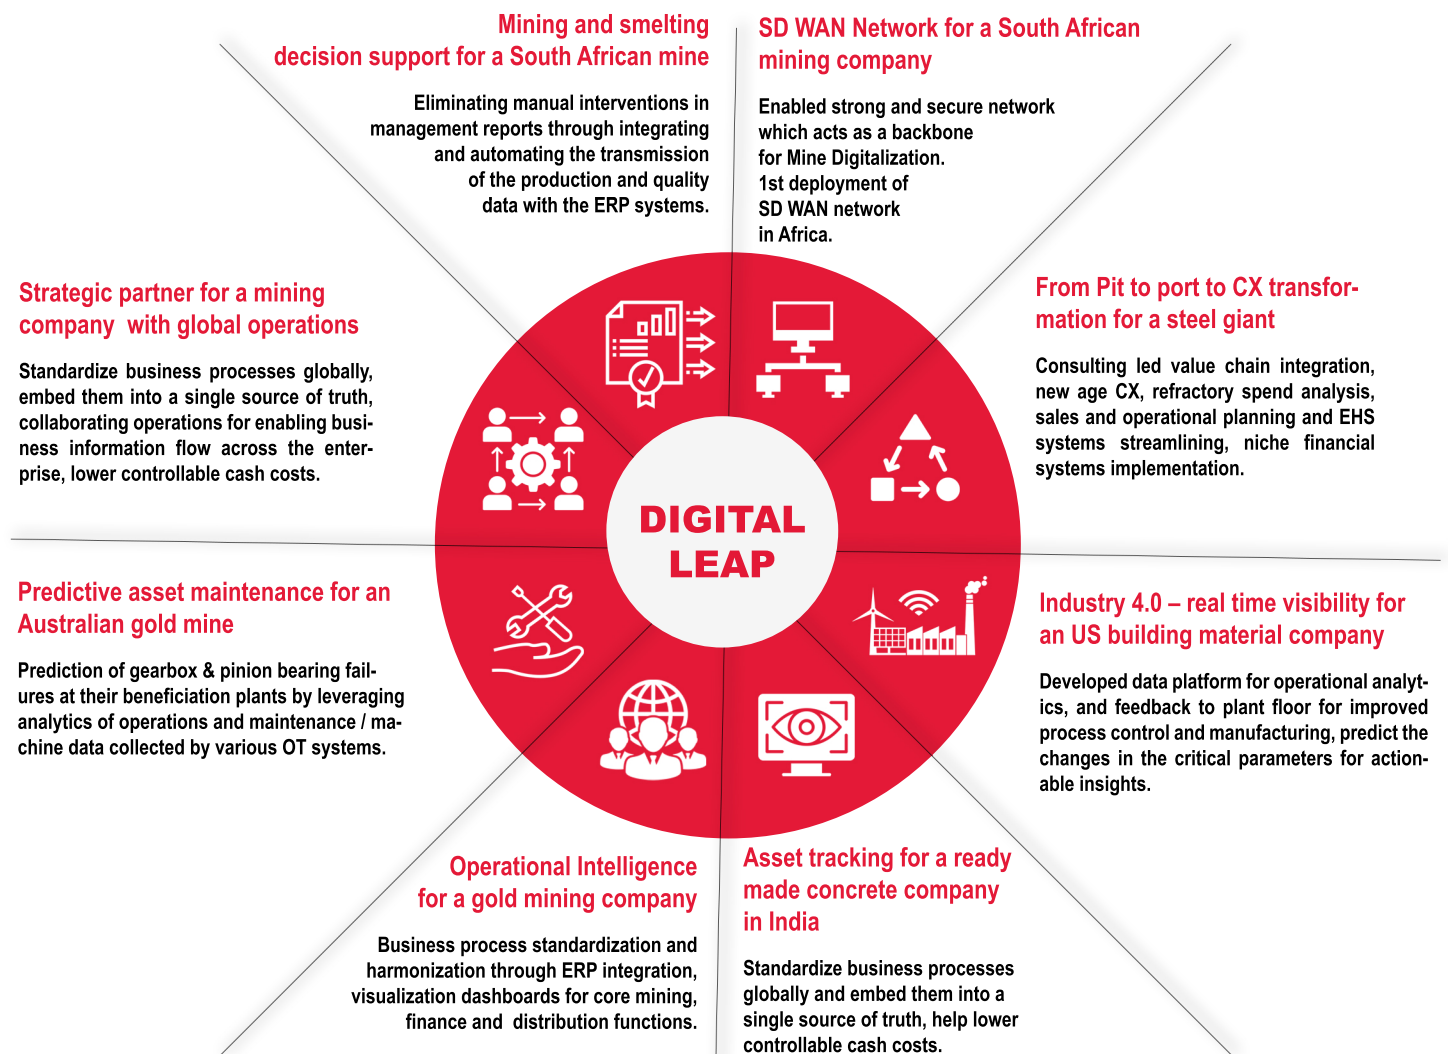 Mining and smelting
decision support for a South African mine
Eliminating manual interventions in
management reports through integrating
and automating the transmission
of the production and quality
data with the ERP systems.
SD WAN Network for a South African
mining company
Enabled strong and secure network
which acts as a backbone
for Mine Digitalization.
1st deployment of
SD WAN network
in Africa.
Strategic partner for a mining
company with global operations
Standardize business processes globally,
embed them into a single source of truth,
collaborating operations for enabling busi-
ness information flow across the enter-
prise, lower controllable cash costs.
From Pit to port to CX transfor-
mation for a steel giant
Consulting led value chain integration,
new age CX, refractory spend analysis,
sales and operational planning and EHS
systems streamlining, niche financial
systems implementation.
DIGITAL
LEAP
Predictive asset maintenance for an
Australian gold mine
Prediction of gearbox & pinion bearing fail-
ures at their beneficiation plants by leveraging
analytics of operations and maintenance / ma-
chine data collected by various OT systems.
Industry 4.0 – real time visibility for
an US building material company
Developed data platform for operational analyt-
ics, and feedback to plant floor for improved
process control and manufacturing, predict the
changes in the critical parameters for action-
able insights.
Operational Intelligence
for a gold mining company
Business process standardization and
harmonization through ERP integration,
visualization dashboards for core mining,
finance and distribution functions.
Asset tracking for a ready
made concrete company
in India
Standardize business processes
globally and embed them into a
single source of truth, help lower
controllable cash costs.